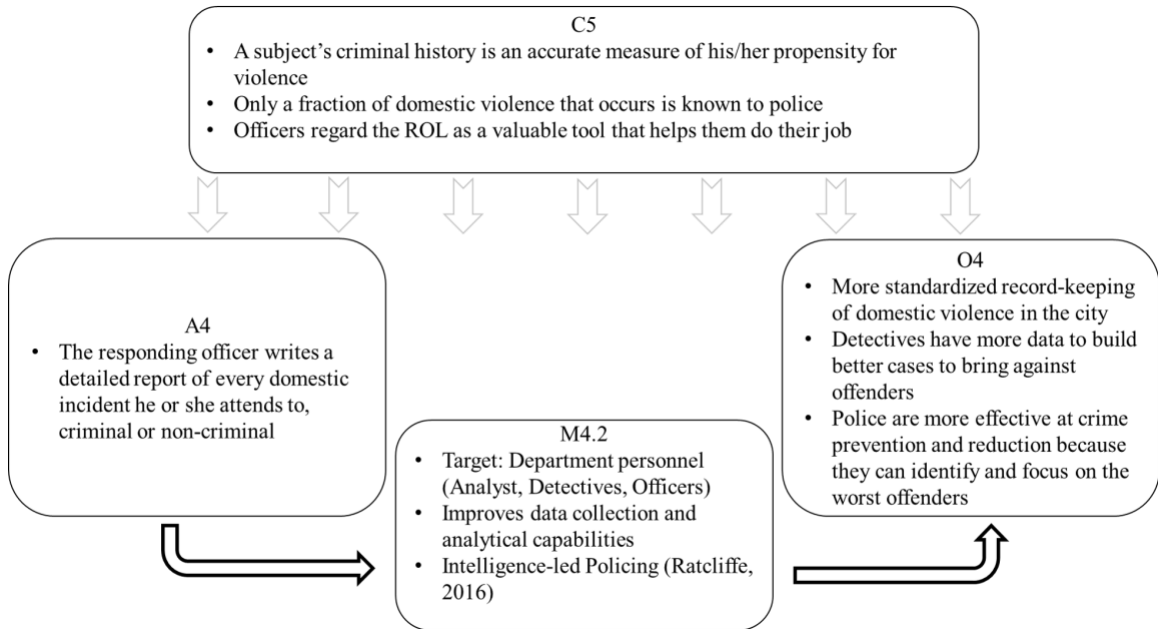 C5
• A subject’s criminal history is an accurate measure of his/her propensity for
violence
• Only a fraction of domestic violence that occurs is known to police
• Officers regard the ROL as a valuable tool that helps them do their job
A4
• The responding officer writes a
detailed report of every domestic
incident he or she attends to,
criminal or non-criminal
M4.2
• Target: Department personnel
(Analyst, Detectives, Officers)
• Improves data collection and
analytical capabilities
• Intelligence-led Policing (Ratcliffe,
2016)
O4
• More standardized record-keeping
of domestic violence in the city
• Detectives have more data to build
better cases to bring against
offenders
• Police are more effective at crime
prevention and reduction because
they can identify and focus on the
worst offenders